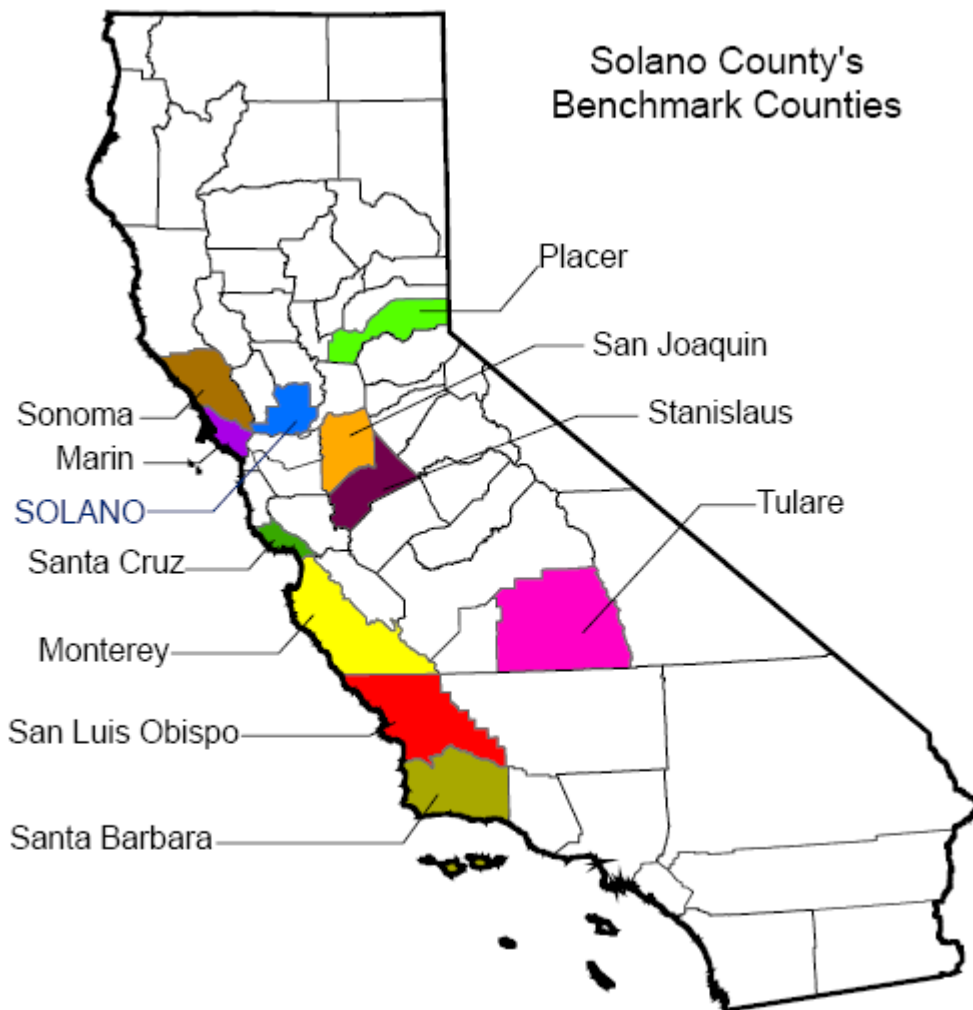 Solano County's
Benchmark Counties
Placer
San Joaquin
Stanislaus
Sonoma
Marin
SOLANO
Tulare
Santa Cruz
Monterey
San Luis Obispo
Santa Barbara